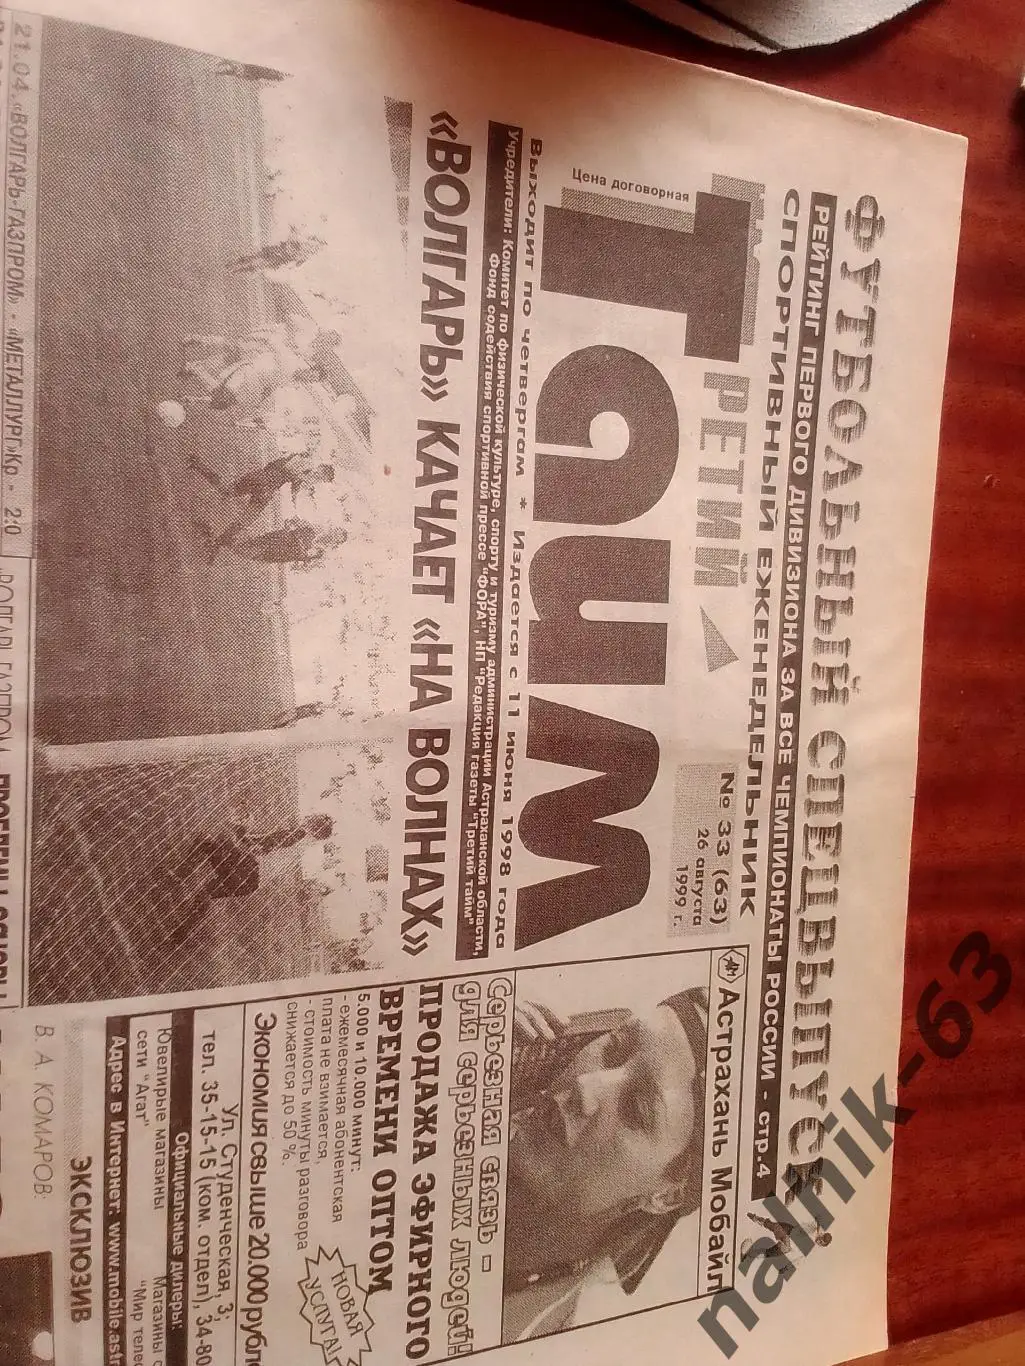 ФУТБОЛЬНЫЙ СПЕЦВЫПУСК
РЕЙТИНГ ПЕРВОГО ДИВИЗИОНА ЗА ВСЕ ЧЕМПИОНАТЫ РОССИИ - стр.4
СПОРТИВНЫЙ ЕЖЕНЕДЕЛЬНИК
ТРЕТИЙ
Тайм
№ 33 (63)
26 августа
1999 г.
Цена договорная
Выходит по четвергам * Издается с 11 июня 1998 года
Учредители: Комитет по физической культуре, спорту и туризму администрации Астраханской области,
Фонд содействия спортивной прессе "ФОРА", НП "Редакция газеты "Третий тайм"
«ВОЛГАРЬ» КАЧАЕТ «НА ВОЛНАХ»
21.04. «ВОЛГАРЬ-ГАЗПРОМ» - «МЕТАЛЛУРГ»Кр - 2:0
Астрахань Мобайл
Серьезная связь -
для серьезных людей!
ПРОДАЖА ЭФИРНОГО
ВРЕМЕНИ ОПТОМ
5.000 и 10.000 минут:
-ежемесячная абонентская
плата не взимается,
-стоимость минуты разговора
снижается до 50%.
НОВАЯ
УСЛУГА!
Экономия свыше 20.000 рубле
Ул. Студенческая, 3;
тел. 35-15-15 (ком. отдел), 34-80
Официальные дилеры:
Ювелирые магазины
сети "Агат"
Магазины с
"Мир теле
Адрес в Интернет: www.mobile.ast
ЭКСКЛЮЗИВ
В. А. КОМАРОВ:
nalnik-63